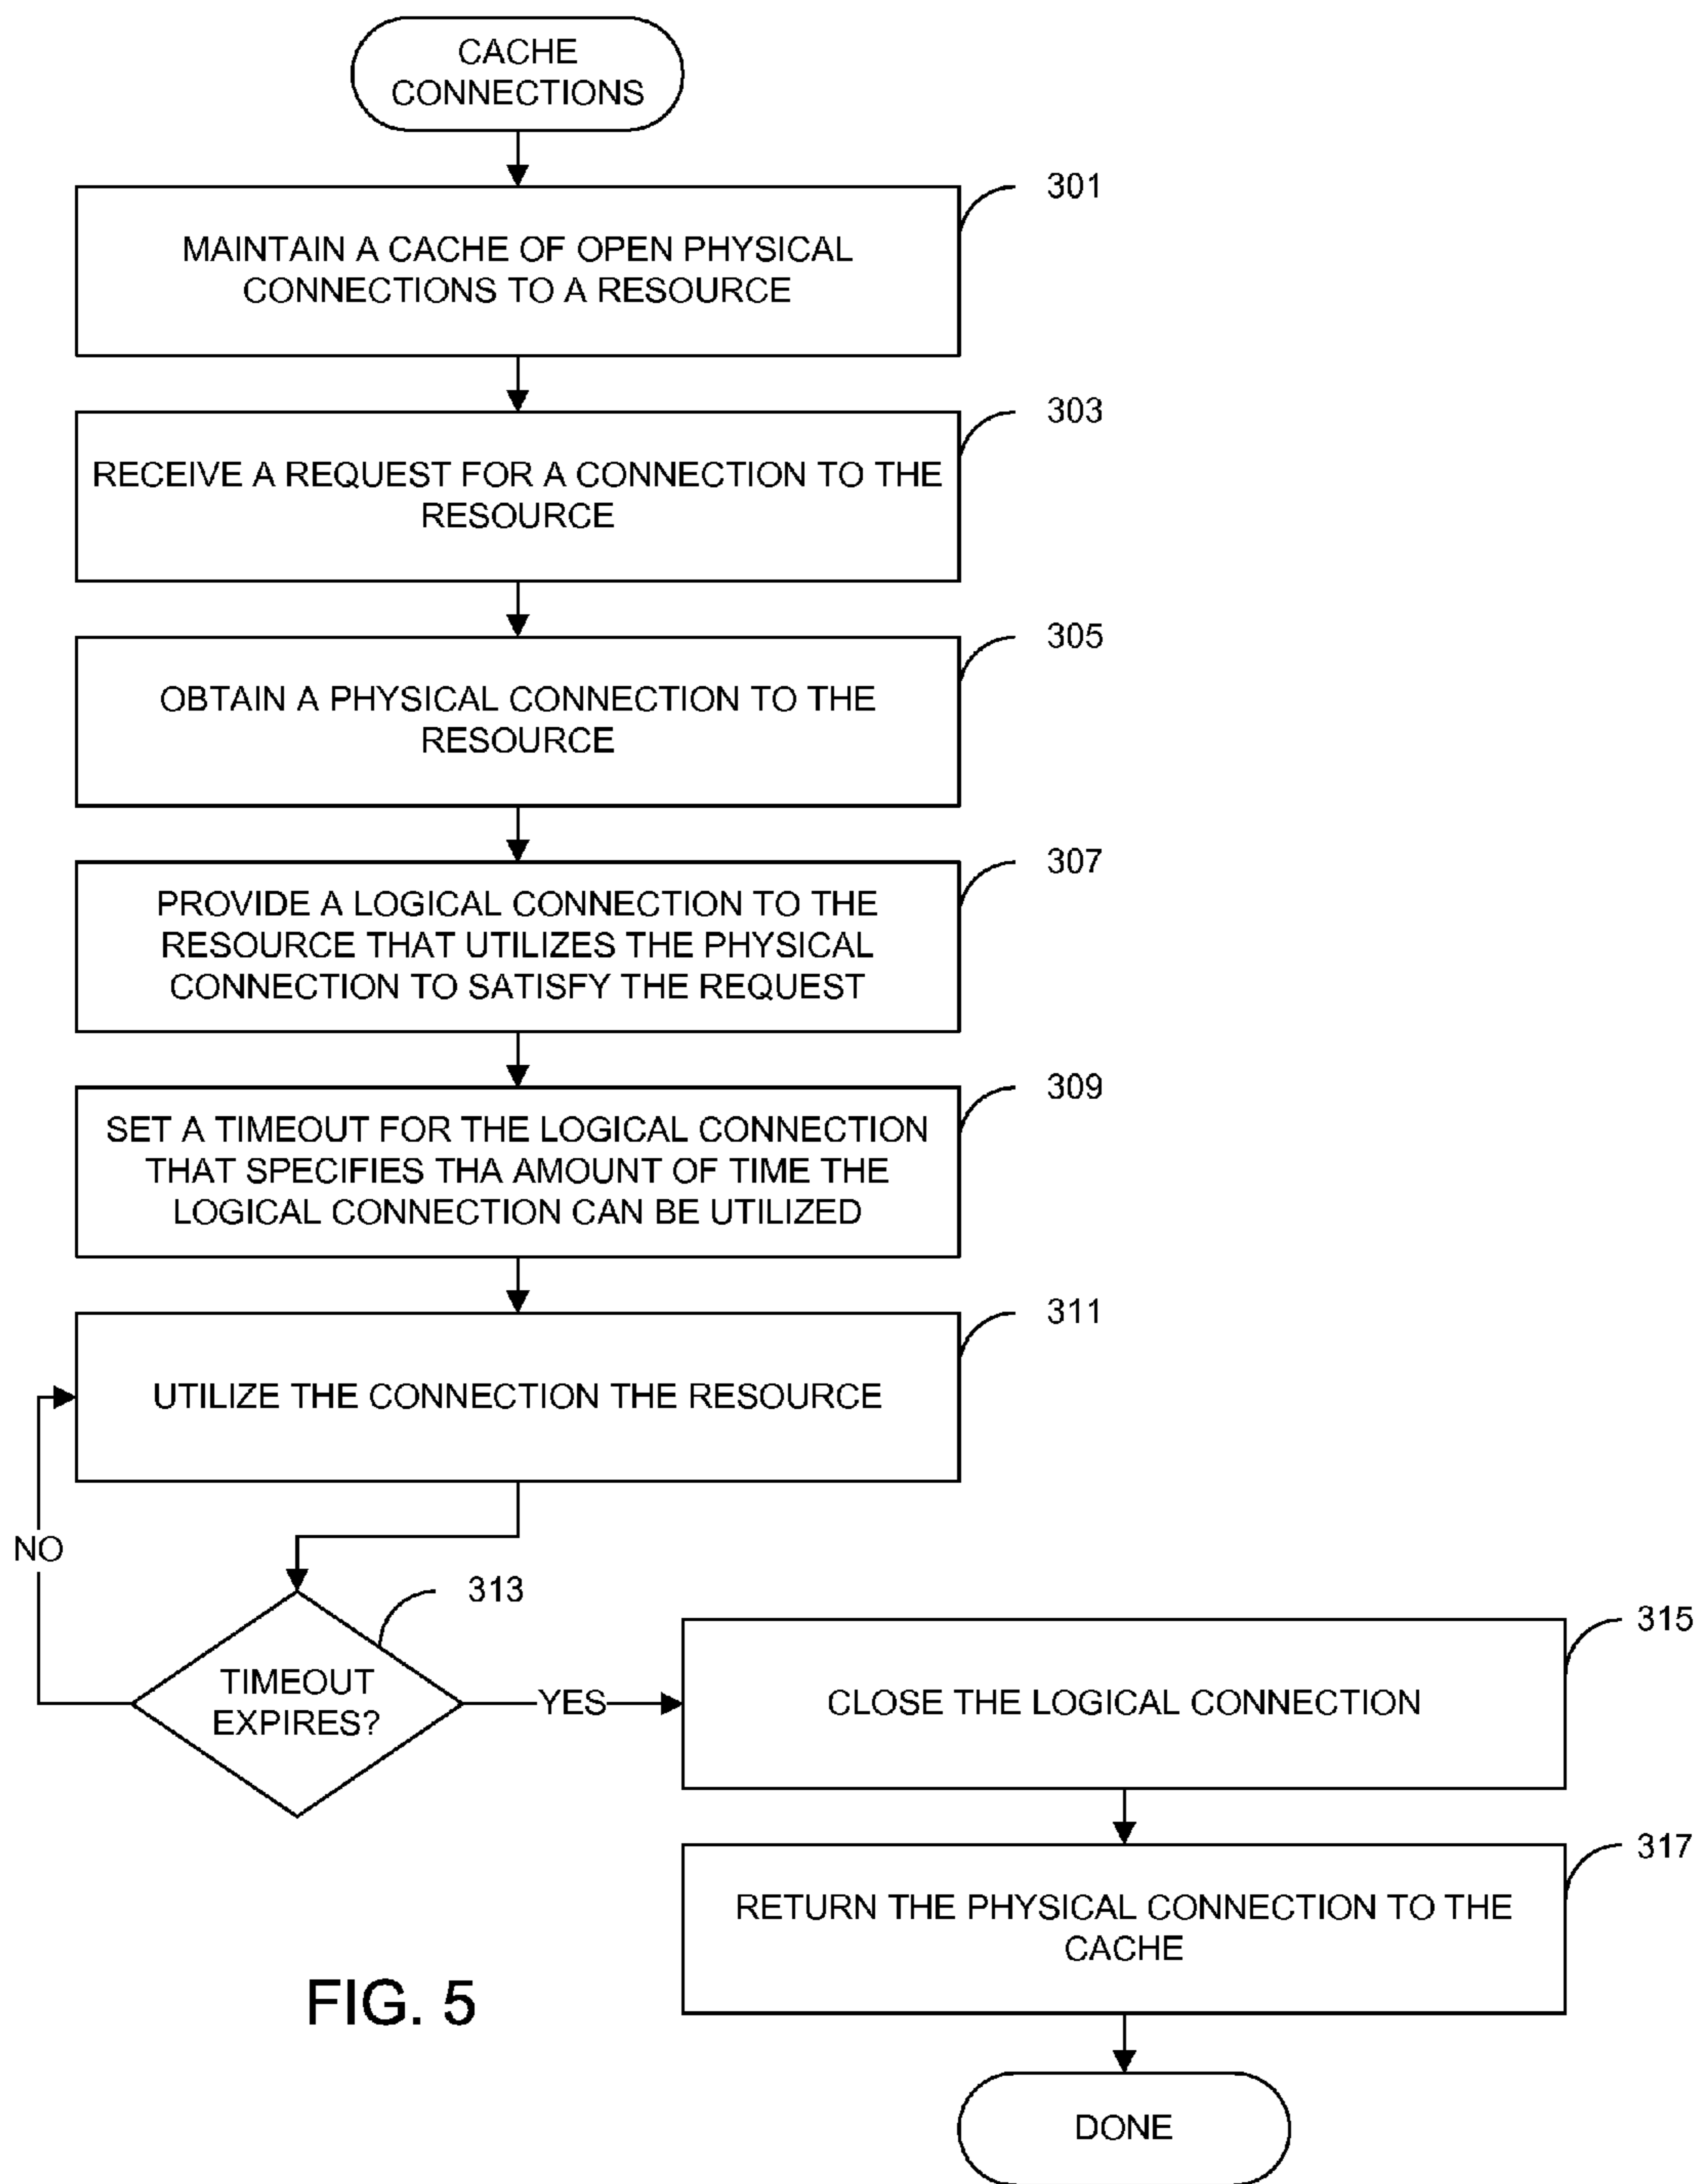 CACHE
CONNECTIONS
301
MAINTAIN A CACHE OF OPEN PHYSICAL
CONNECTIONS TO A RESOURCE
303
RECEIVE A REQUEST FOR A CONNECTION TO THE
RESOURCE
305
OBTAIN A PHYSICAL CONNECTION TO THE
RESOURCE
307
PROVIDE A LOGICAL CONNECTION TO THE
RESOURCE THAT UTILIZES THE PHYSICAL
CONNECTION TO SATISFY THE REQUEST
309
SET A TIMEOUT FOR THE LOGICAL CONNECTION
THAT SPECIFIES THA AMOUNT OF TIME THE
LOGICAL CONNECTION CAN BE UTILIZED
311
UTILIZE THE CONNECTION THE RESOURCE
NO
313
TIMEOUT
EXPIRES?
YES
315
CLOSE THE LOGICAL CONNECTION
317
RETURN THE PHYSICAL CONNECTION TO THE
CACHE
FIG. 5
DONE